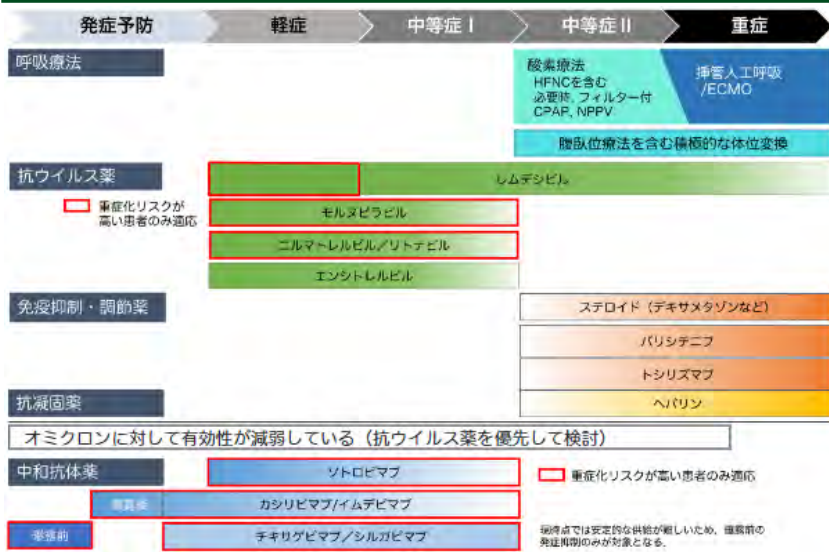 発症予防
軽症
中等症 I
中等症 II
重症
呼吸療法
酸素療法
HFNCを含む
必要時、フィルター付
CPAP, NPPV
挿管人工呼吸
/ECMO
腹臥位療法を含む積極的な体位変換
抗ウイルス薬
レムデシビル
重症化リスクが
高い患者のみ適応
モルヌピラビル
ニルマトレルビル/リトナビル
エンシトレルビル
免疫抑制・調節薬
ステロイド(デキサメタゾンなど)
バリシチニブ
トシリズマブ
抗凝固薬
ヘパリン
オミクロンに対して有効性が減弱している(抗ウイルス薬を優先して検討)
中和抗体薬
ソトロビマブ
重症化リスクが高い患者のみ適応
曝露後
カシリビマブ/イムデビマブ
曝露前
チキサゲビマブ/シルガビマブ
現時点では安定的な供給が難しいため、曝露前の
発症抑制のみが対象となる。